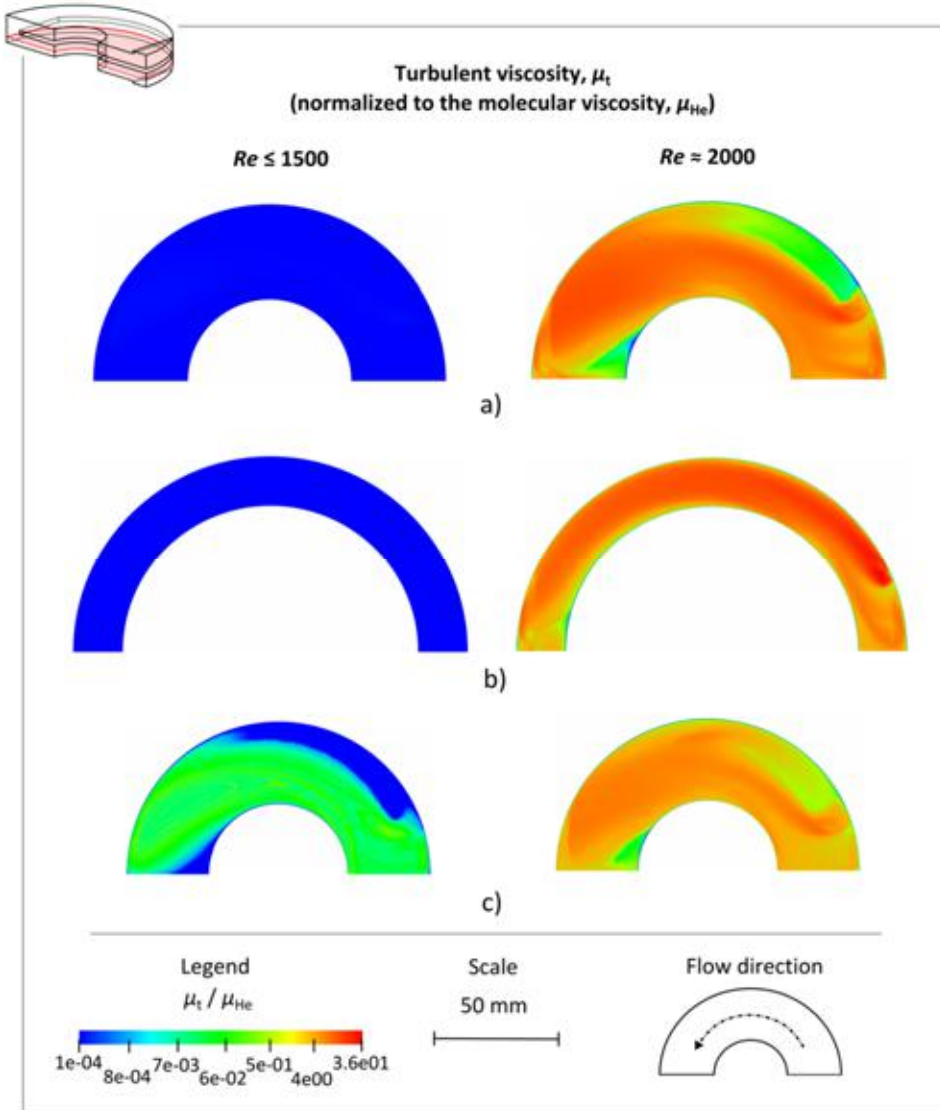 Turbulent viscosity, μt
(normalized to the molecular viscosity, μHe)
Re ≤ 1500
Re ≈ 2000
a)
b)
c)
Legend
μt / μHe
1e-04
8e-04
7e-03
6e-02
5e-01
4e00
3.6e01
Scale
50 mm
Flow direction